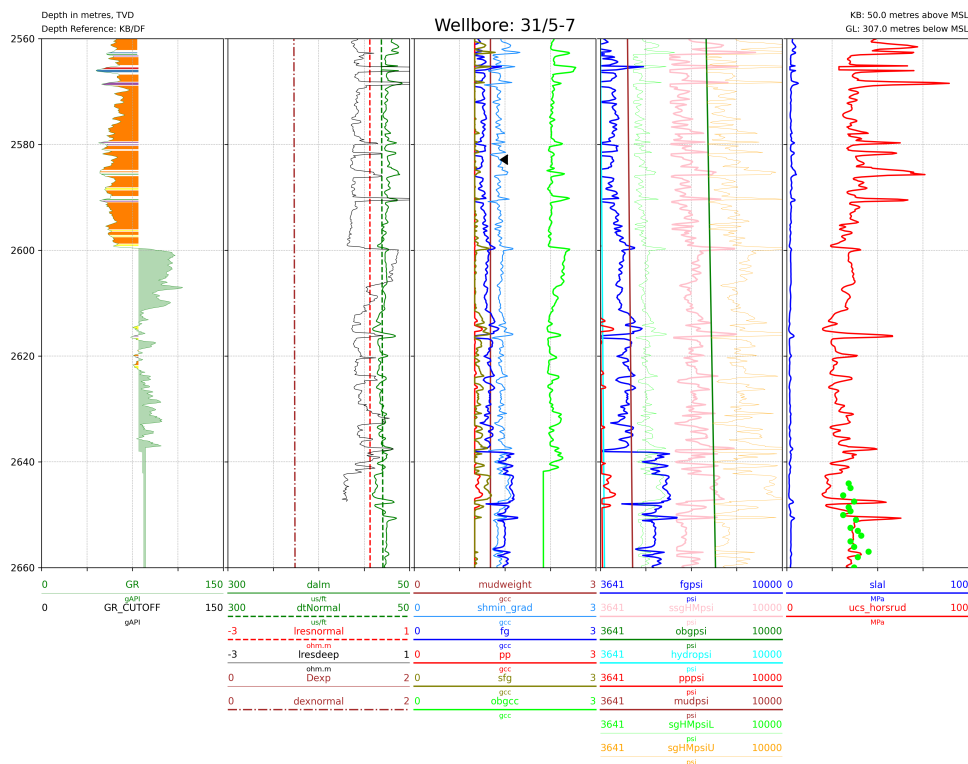 Depth in metres, TVD
Depth Reference: KB/DF
Wellbore: 31/5-7
KB: 50.0 metres above MSL
GL: 307.0 metres below MSL
2560
2580
2600
2620
2640
2660
0 GR 150
gAPI
0 GR_CUTOFF 150
gAPI
300 dalm 50
us/ft
300 dtNormal 50
us/ft
-3 lresnormal 1
ohm.m
-3 lresdeep 1
ohm.m
0 Dexp 2
0 dexnormal 2
0 mudweight 3
gcc
0 shmin_grad 3
gcc
0 fg 3
gcc
0 pp 3
gcc
0 sfg 3
gcc
0 obgcc 3
gcc
3641 fgpsi 10000
psi
3641 ssgHMpsi 10000
psi
3641 obgpsi 10000
psi
3641 hydropsi 10000
psi
3641 pppsi 10000
psi
3641 mudpsi 10000
psi
3641 sgHMpsiL 10000
psi
3641 sgHMpsiU 10000
psi
0 slal 100
MPa
0 ucs_horsrud 100
MPa